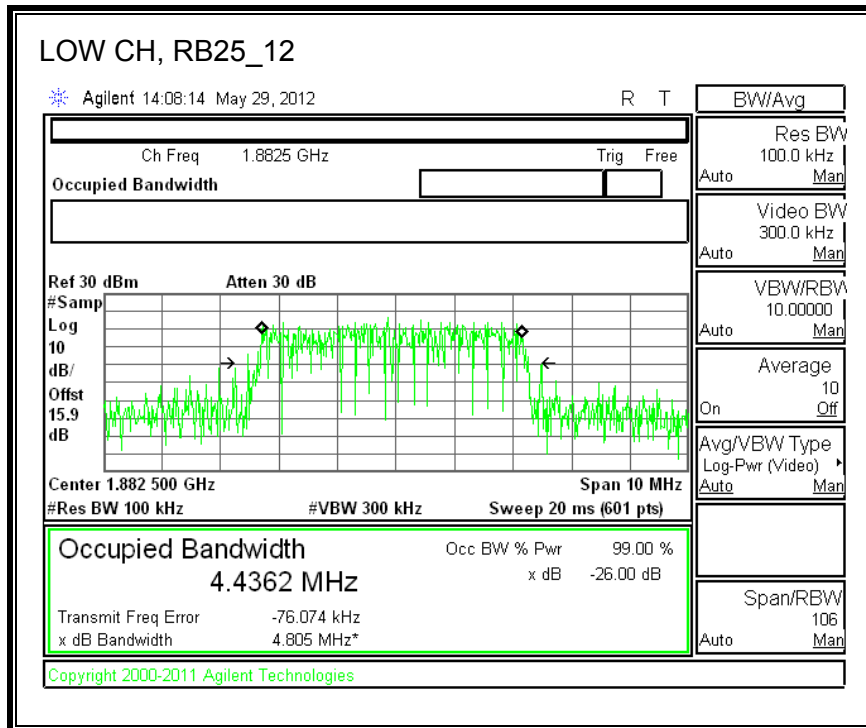 LOW CH, RB25_12
Agilent 14:08:14 May 29, 2012 R T
Ch Freq 1.8825 GHz Trig Free
Occupied Bandwidth
Ref 30 dBm Atten 30 dB
#Samp
Log
10
dB/
Offst
15.9
dB
Center 1.882 500 GHz Span 10 MHz
#Res BW 100 kHz #VBW 300 kHz Sweep 20 ms (601 pts)
Occupied Bandwidth Occ BW % Pwr 99.00 %
4.4362 MHz x dB -26.00 dB
Transmit Freq Error -76.074 kHz
x dB Bandwidth 4.805 MHz*
Copyright 2000-2011 Agilent Technologies
BW/Avg
Res BW
100.0 kHz
Auto Man
Video BW
300.0 kHz
Auto Man
VBW/RBW
10.00000
Auto Man
Average
10
On Off
Avg/VBW Type
Log-Pwr (Video)
Auto Man
Span/RBW
106
Auto Man